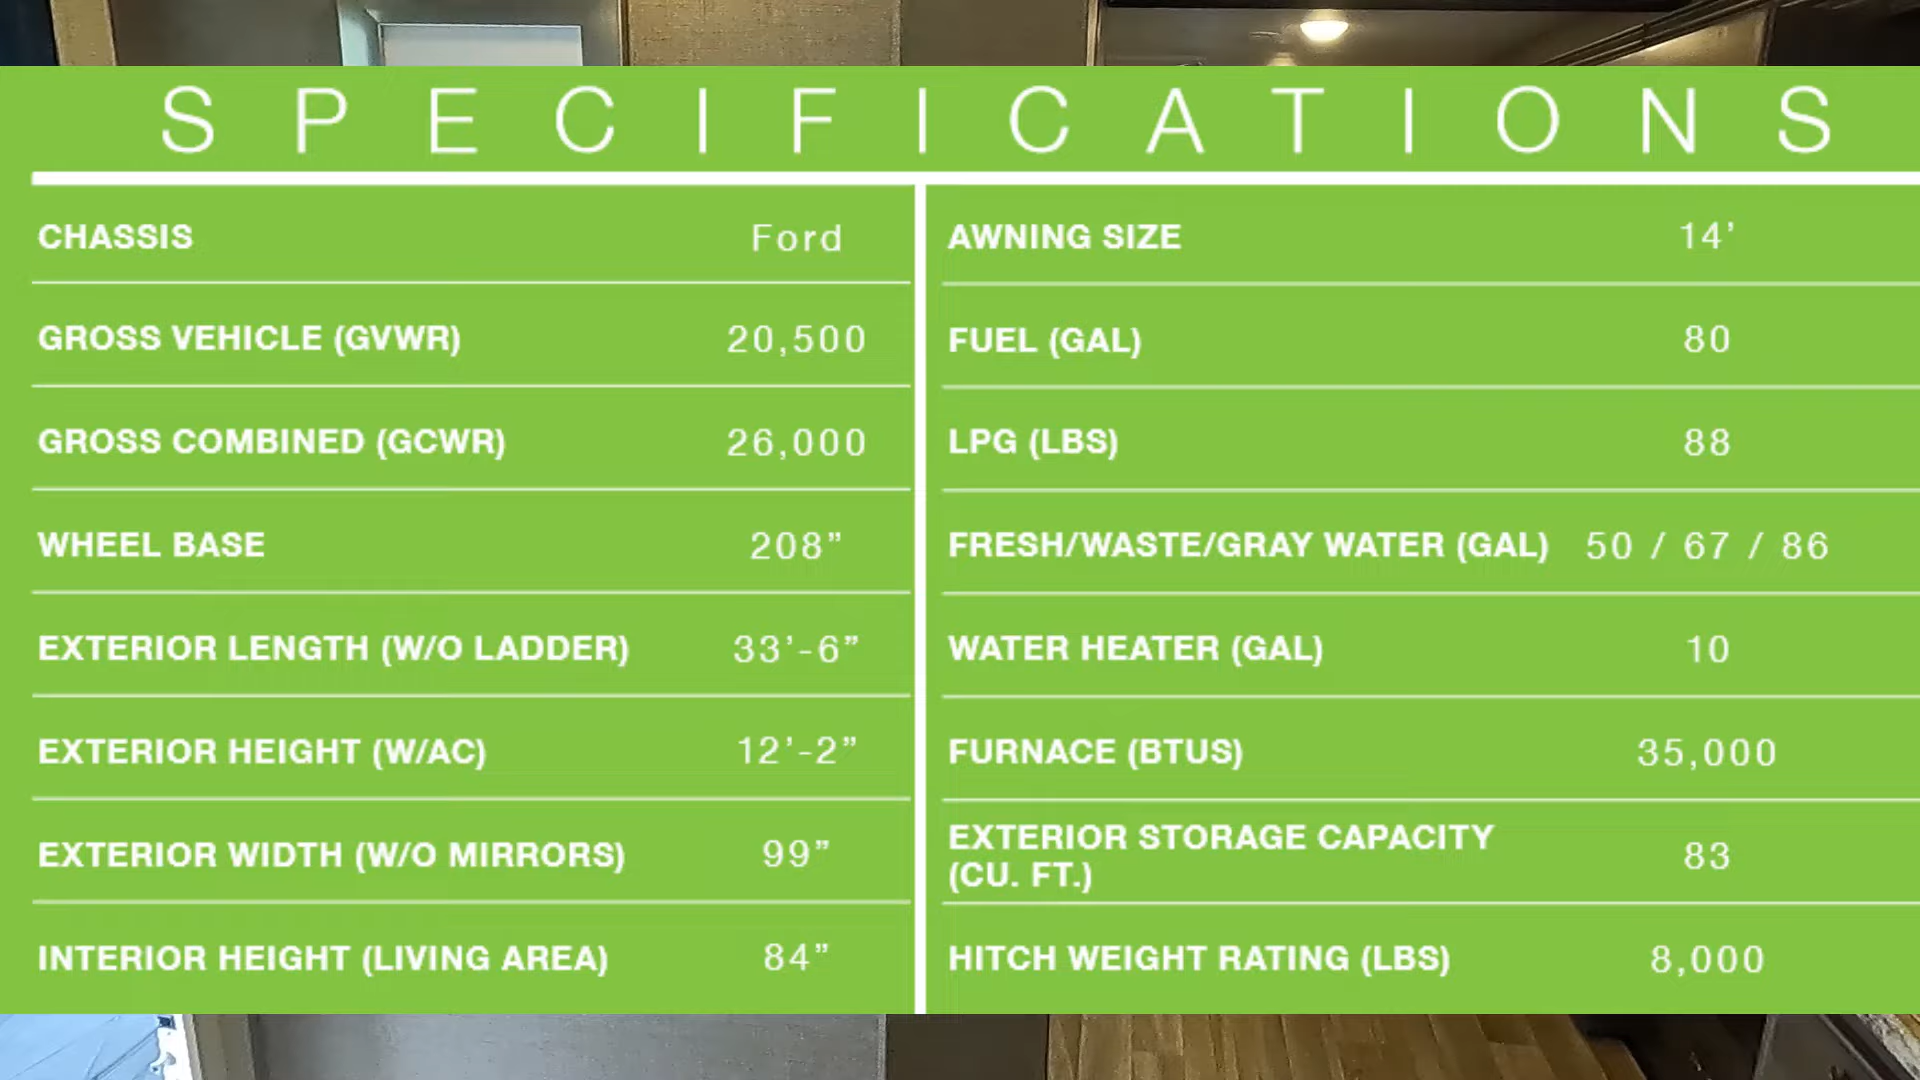 SPECIFICATIONS
CHASSIS Ford
GROSS VEHICLE (GVWR) 20,500
GROSS COMBINED (GCWR) 26,000
WHEEL BASE 208”
EXTERIOR LENGTH (W/O LADDER) 33’-6”
EXTERIOR HEIGHT (W/AC) 12’-2”
EXTERIOR WIDTH (W/O MIRRORS) 99”
INTERIOR HEIGHT (LIVING AREA) 84”
AWNING SIZE 14’
FUEL (GAL) 80
LPG (LBS) 88
FRESH/WASTE/GRAY WATER (GAL) 50 / 67 / 86
WATER HEATER (GAL) 10
FURNACE (BTUS) 35,000
EXTERIOR STORAGE CAPACITY
(CU. FT.) 83
HITCH WEIGHT RATING (LBS) 8,000